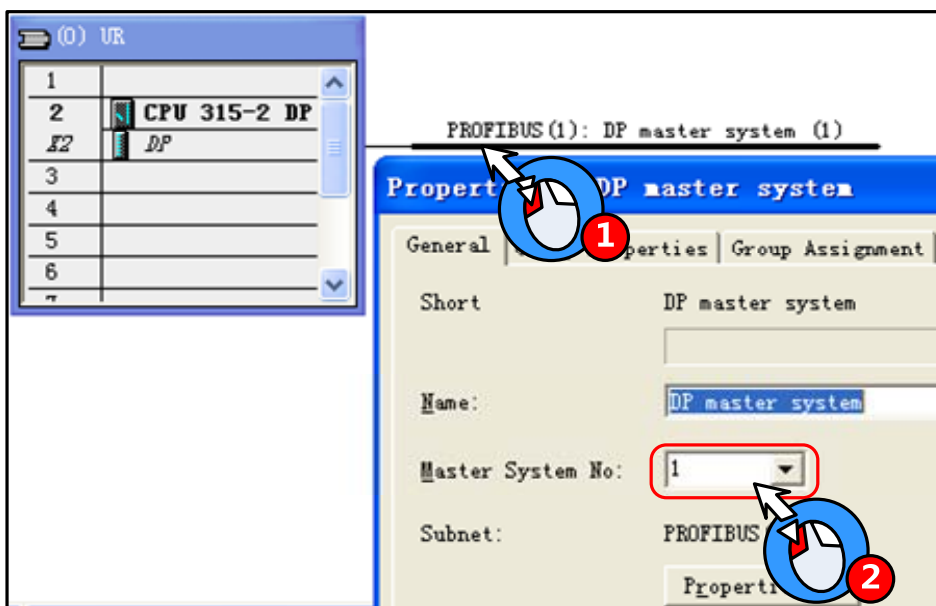 (0) UR
1
2 CPU 315-2 DP
X2 DP
3
4
5
6
PROFIBUS(1): DP master system (1)
DP master system
1
General
Group Assignment
Short DP master system
Name: DP master system
Master System No: 1
Subnet: PROFIBUS
2